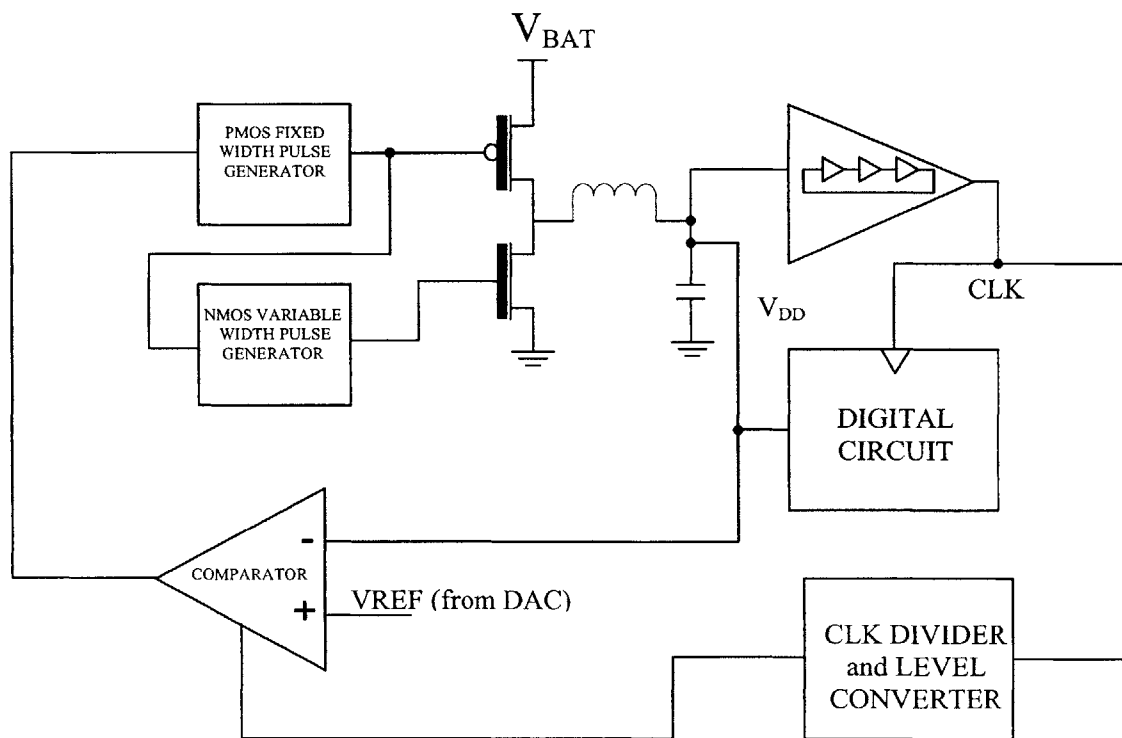 VBAT
PMOS FIXED
WIDTH PULSE
GENERATOR
CLK
NMOS VARIABLE
WIDTH PULSE
GENERATOR
VDD
DIGITAL
CIRCUIT
-
COMPARATOR
+
VREF (from DAC)
CLK DIVIDER
and LEVEL
CONVERTER